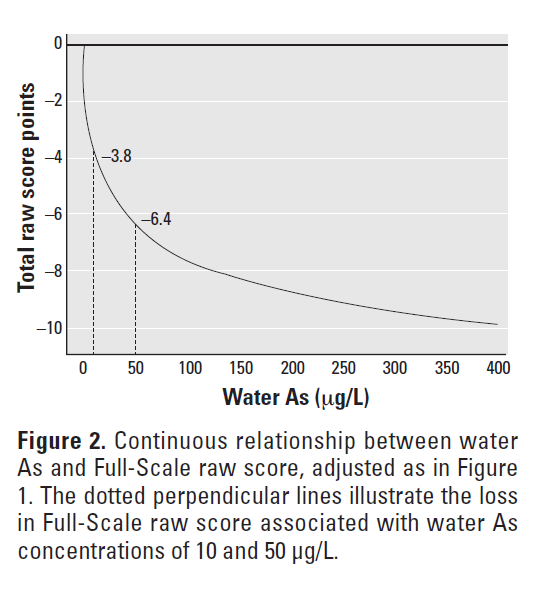 Total raw score points
0
–2
–4
–6
–8
–10
–3.8
–6.4
0 50 100 150 200 250 300 350 400
Water As (µg/L)
Figure 2. Continuous relationship between water
As and Full-Scale raw score, adjusted as in Figure
1. The dotted perpendicular lines illustrate the loss
in Full-Scale raw score associated with water As
concentrations of 10 and 50 µg/L.